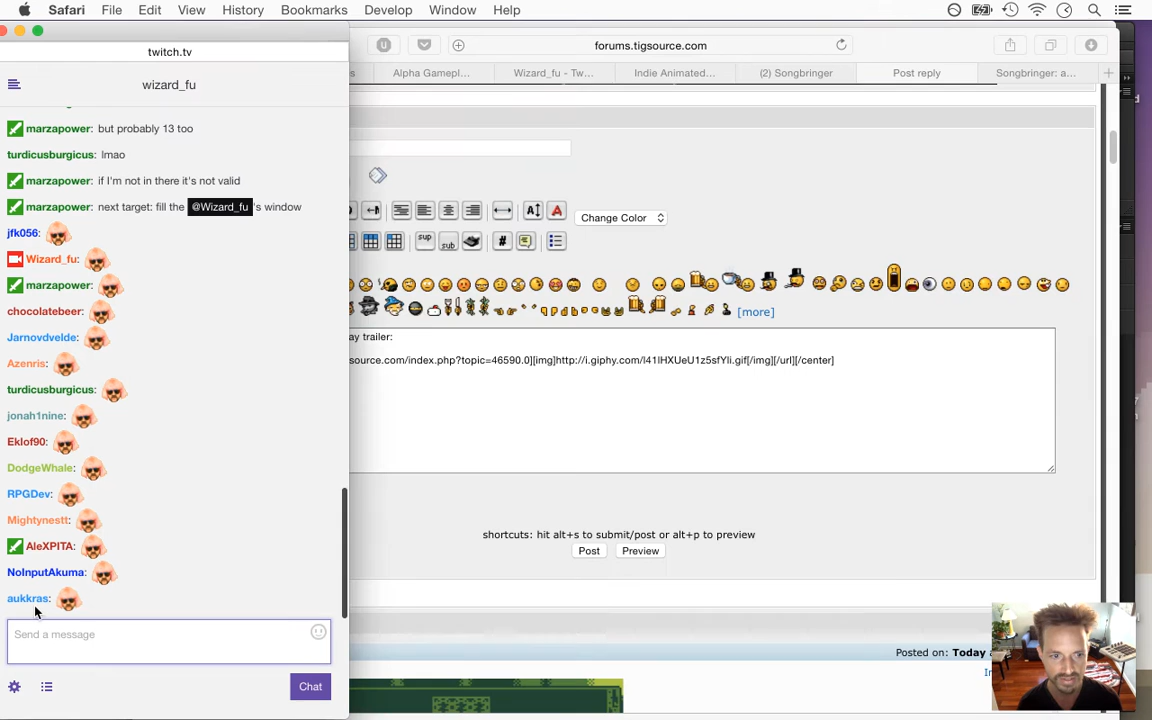 Safari File Edit View History Bookmarks Develop Window Help
twitch.tv
wizard_fu
marzapower: but probably 13 too
turdicusburgicus: lmao
marzapower: if I'm not in there it's not valid
marzapower: next target: fill the @Wizard_fu 's window
jfk056:
Wizard_fu:
marzapower:
chocolatebeer:
Jarnovdvelde:
Azenris:
turdicusburgicus:
jonah1nine:
Eklof90:
DodgeWhale:
RPGDev:
Mightynestt:
AleXPITA:
NoInputAkuma:
aukkras:
Send a message
Chat
forums.tigsource.com
Alpha Gamepl... Wizard_fu - Tw... Indie Animated... (2) Songbringer Post reply Songbringer: a...
Change Color
sup sub #
[more]
ay trailer:
source.com/index.php?topic=46590.0][img]http://i.giphy.com/l41lHXUeU1z5sfYli.gif[/img][/url][/center]
shortcuts: hit alt+s to submit/post or alt+p to preview
Post Preview
Posted on: Today a